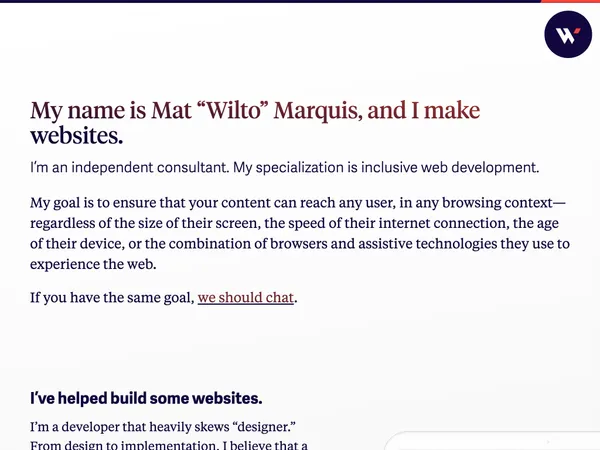 W
My name is Mat “Wilto” Marquis, and I make
websites.
I’m an independent consultant. My specialization is inclusive web development.
My goal is to ensure that your content can reach any user, in any browsing context—
regardless of the size of their screen, the speed of their internet connection, the age
of their device, or the combination of browsers and assistive technologies they use to
experience the web.
If you have the same goal, we should chat.
I’ve helped build some websites.
I’m a developer that heavily skews “designer.”
From design to implementation, I believe that a